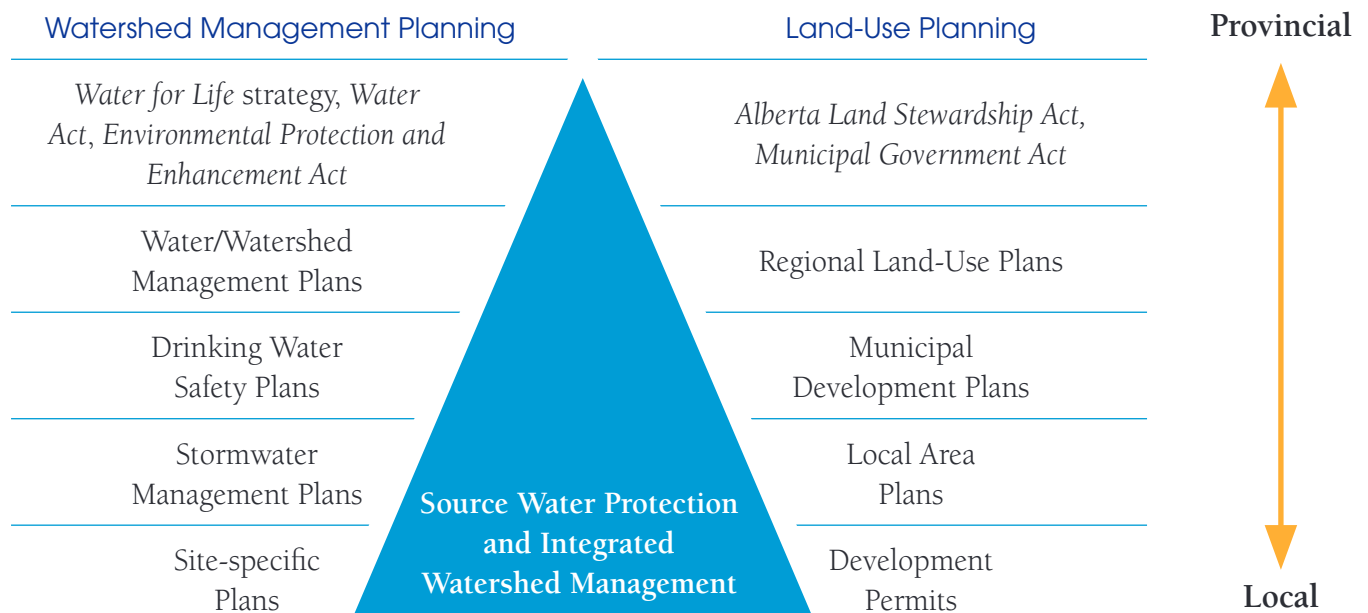 Watershed Management Planning
Land-Use Planning
Provincial
Water for Life strategy, Water
Act, Environmental Protection and
Enhancement Act
Alberta Land Stewardship Act,
Municipal Government Act
Water/Watershed
Management Plans
Regional Land-Use Plans
Drinking Water
Safety Plans
Municipal
Development Plans
Stormwater
Management Plans
Local Area
Plans
Source Water Protection
and Integrated
Watershed Management
Site-specific
Plans
Development
Permits
Local